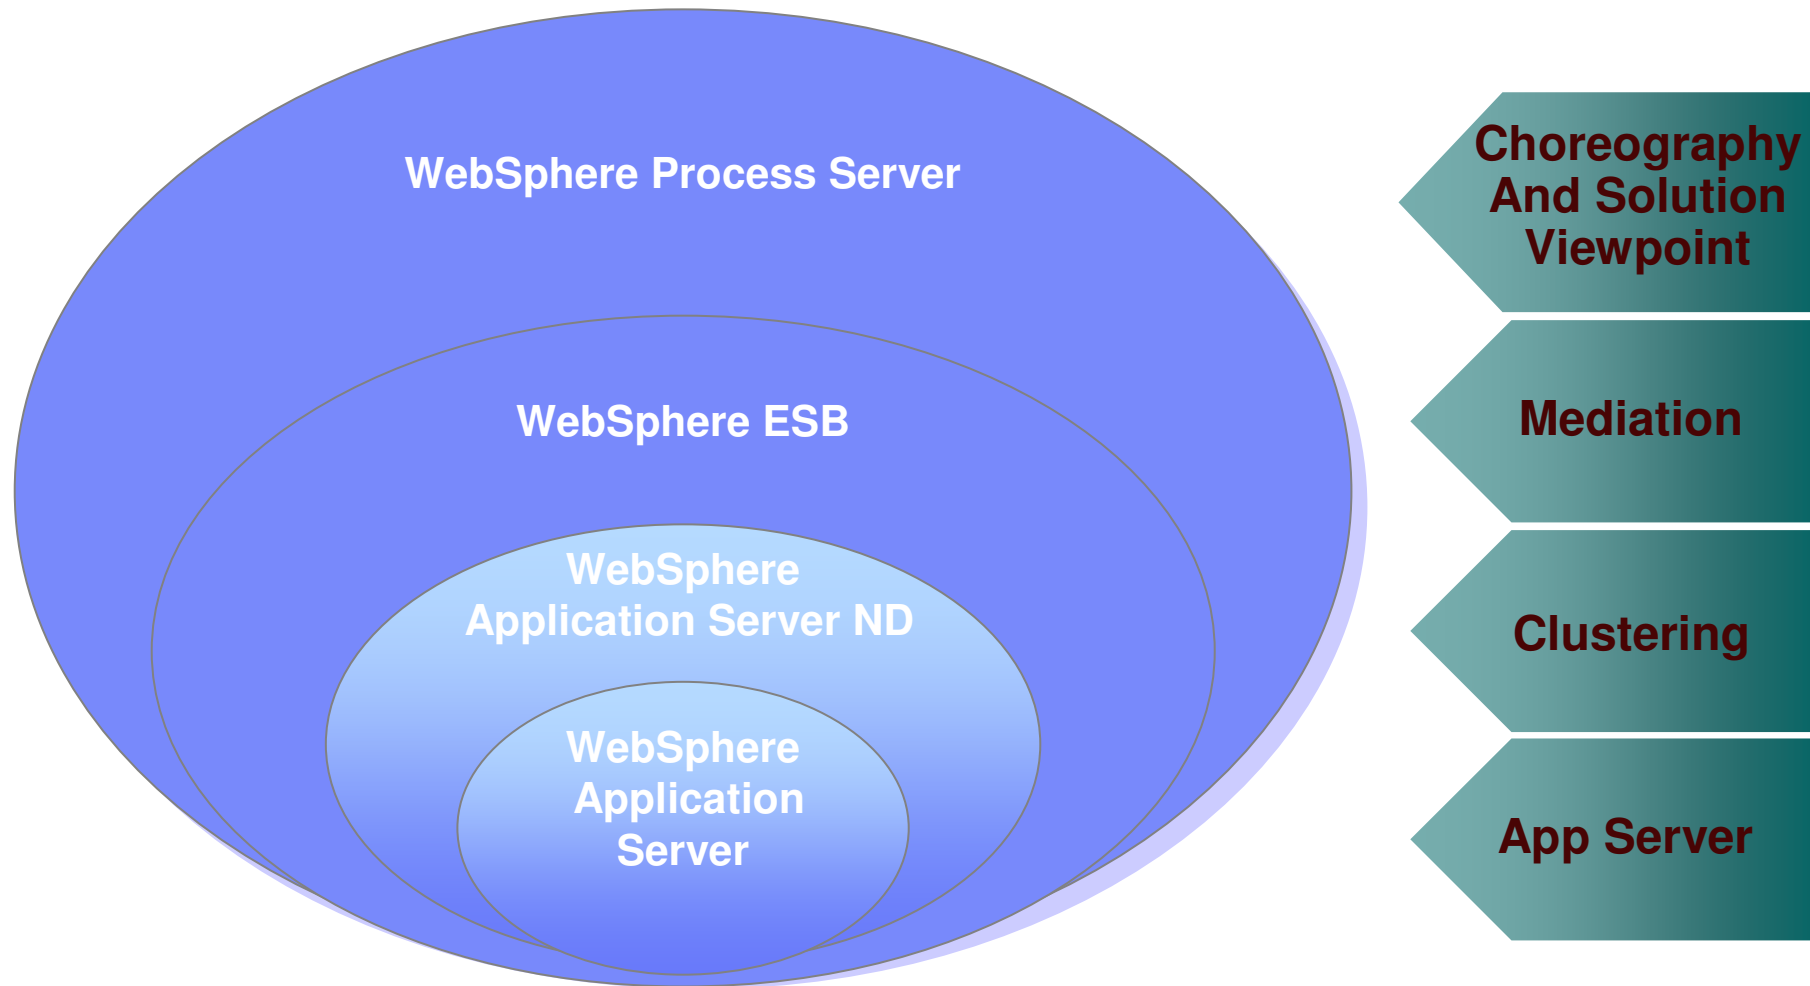 WebSphere Process Server
WebSphere ESB
WebSphere
Application Server ND
WebSphere
Application
Server
Choreography
And Solution
Viewpoint
Mediation
Clustering
App Server